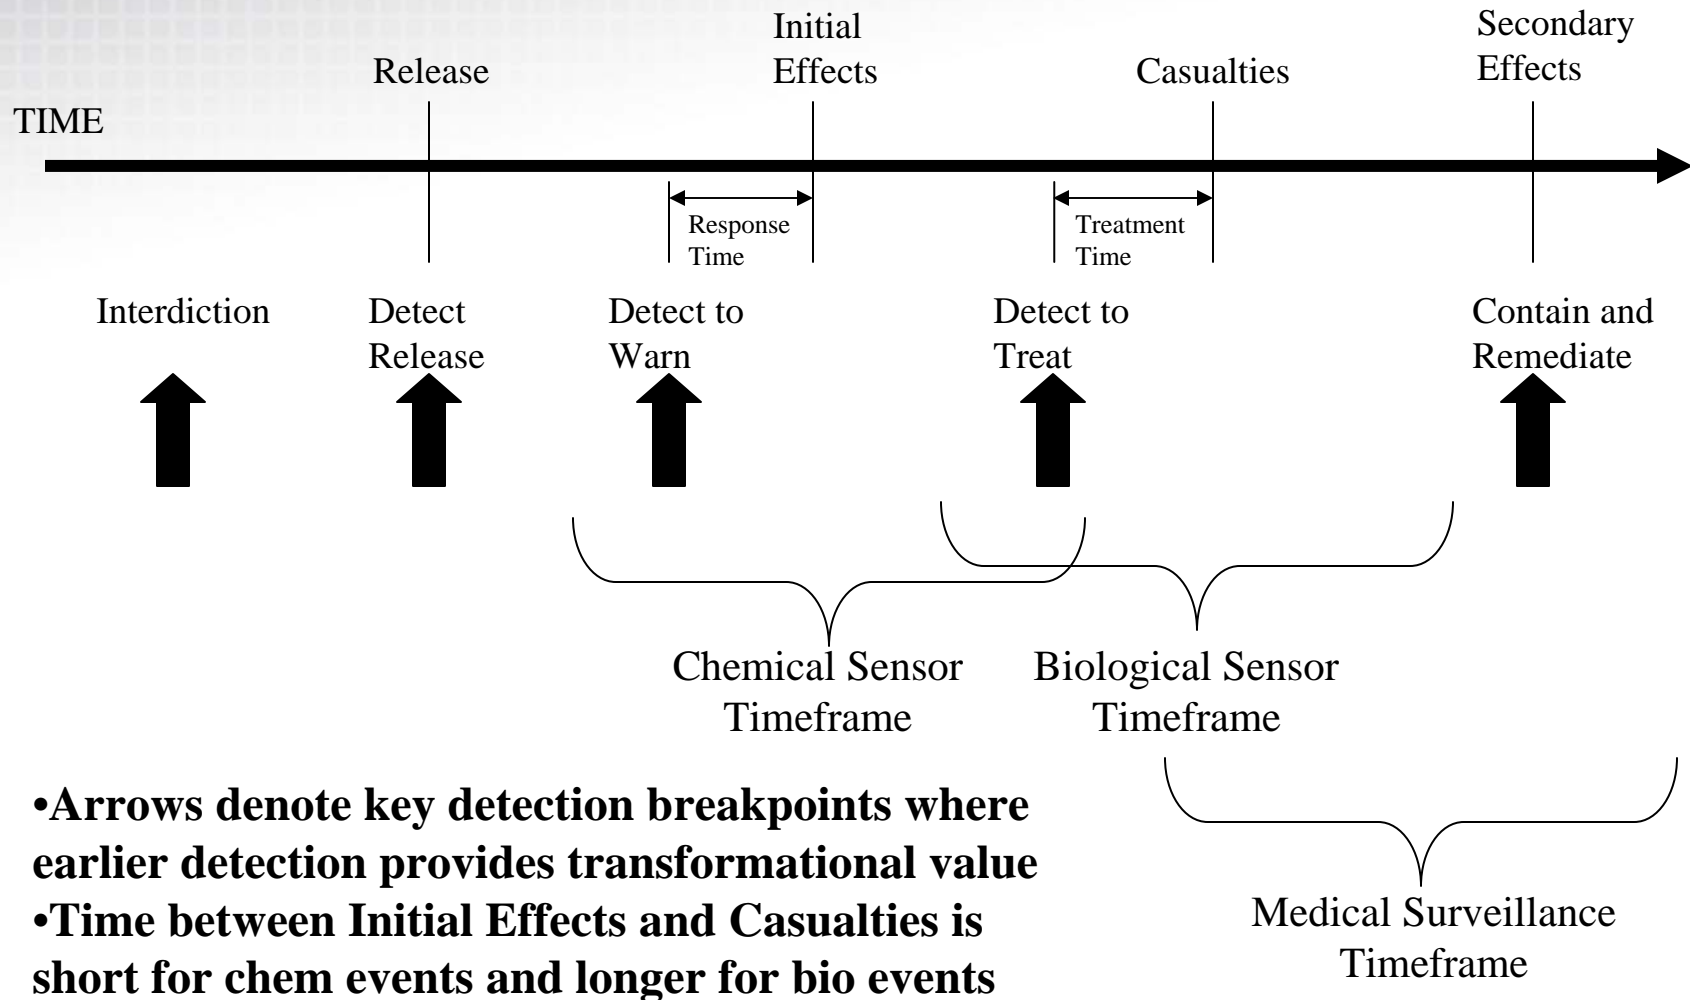 Initial
Effects
Secondary
Effects
Release
Casualties
TIME
Response
Time
Treatment
Time
Interdiction
Detect
Release
Detect to
Warn
Detect to
Treat
Contain and
Remediate
Chemical Sensor
Timeframe
Biological Sensor
Timeframe
•Arrows denote key detection breakpoints where
earlier detection provides transformational value
•Time between Initial Effects and Casualties is
short for chem events and longer for bio events
Medical Surveillance
Timeframe